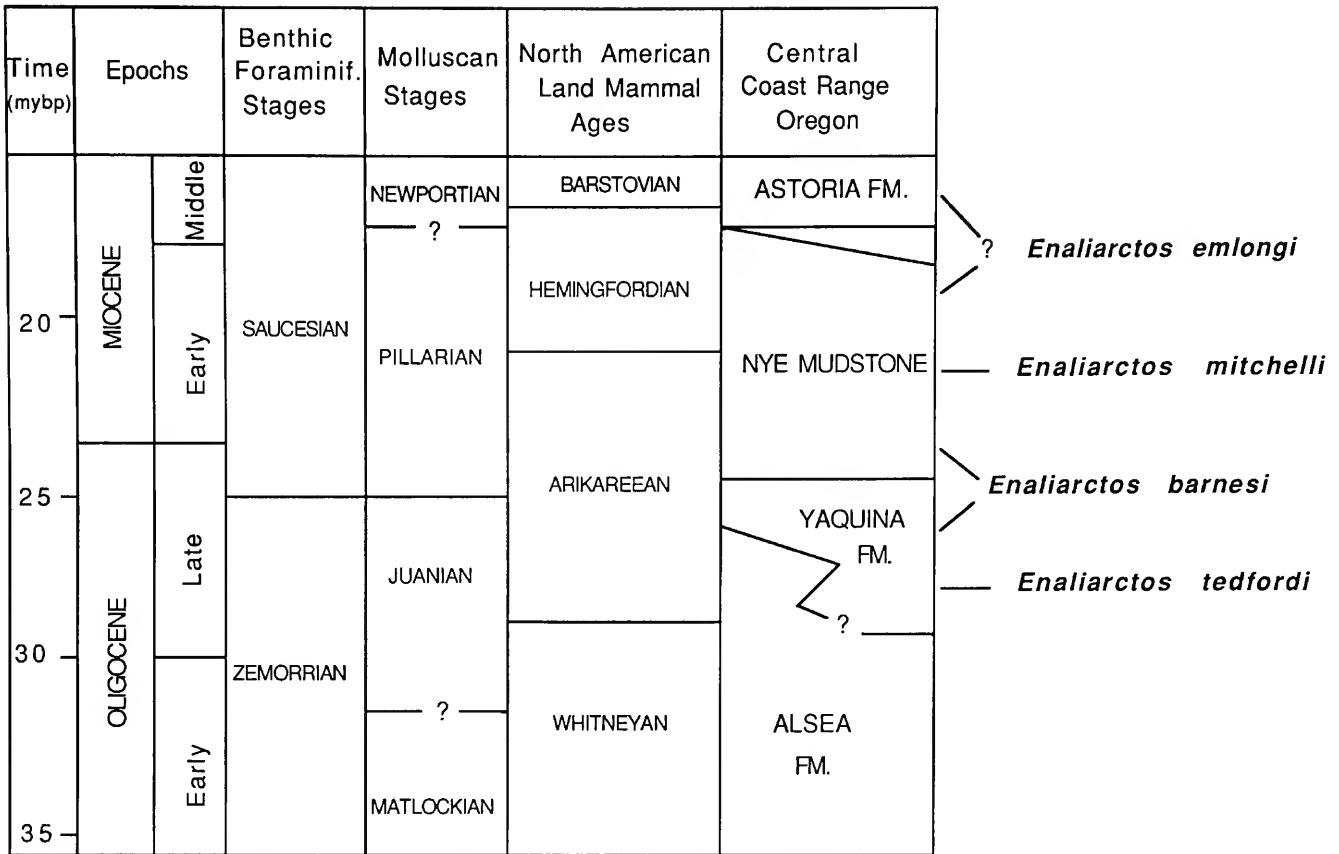 Time
(mybp)
Epochs
Benthic
Foraminif.
Stages
Molluscan
Stages
North American
Land Mammal
Ages
Central
Coast Range
Oregon
20
25
30
35
MIOCENE
OLIGOCENE
Middle
Early
Late
Early
SAUCESIAN
ZEMORRIAN
NEWPORTIAN
?
PILLARIAN
JUANIAN
?
MATLOCKIAN
BARSTOVIAN
HEMINGFORDIAN
ARIKAREEAN
WHITNEYAN
ASTORIA FM.
NYE MUDSTONE
YAQUINA
FM.
?
ALSEA
FM.
? Enaliarctos emlongi
Enaliarctos mitchelli
Enaliarctos barnesi
Enaliarctos tedfordi